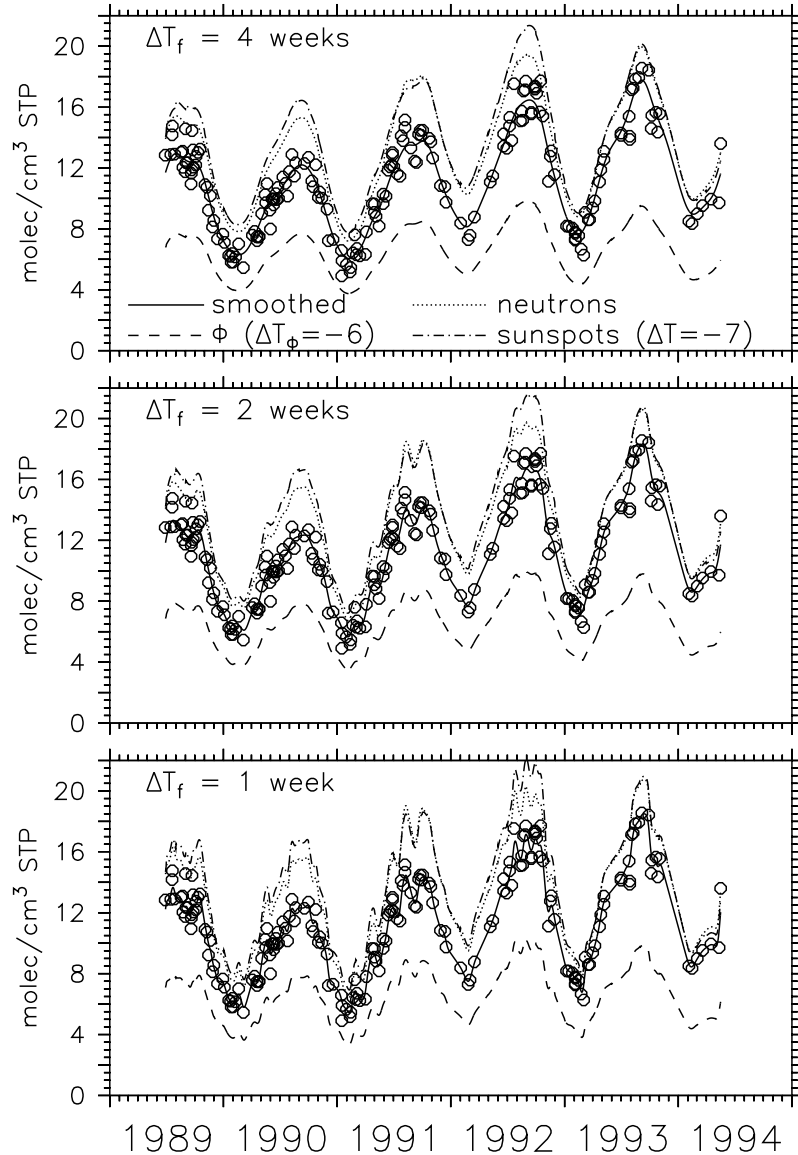 ΔT_f = 4 weeks
20
16
12
8
4
0
molec/cm³ STP
smoothed
neutrons
Φ (ΔT_Φ=−6)
sunspots (ΔT=−7)
ΔT_f = 2 weeks
20
16
12
8
4
0
molec/cm³ STP
ΔT_f = 1 week
20
16
12
8
4
0
molec/cm³ STP
1989 1990 1991 1992 1993 1994